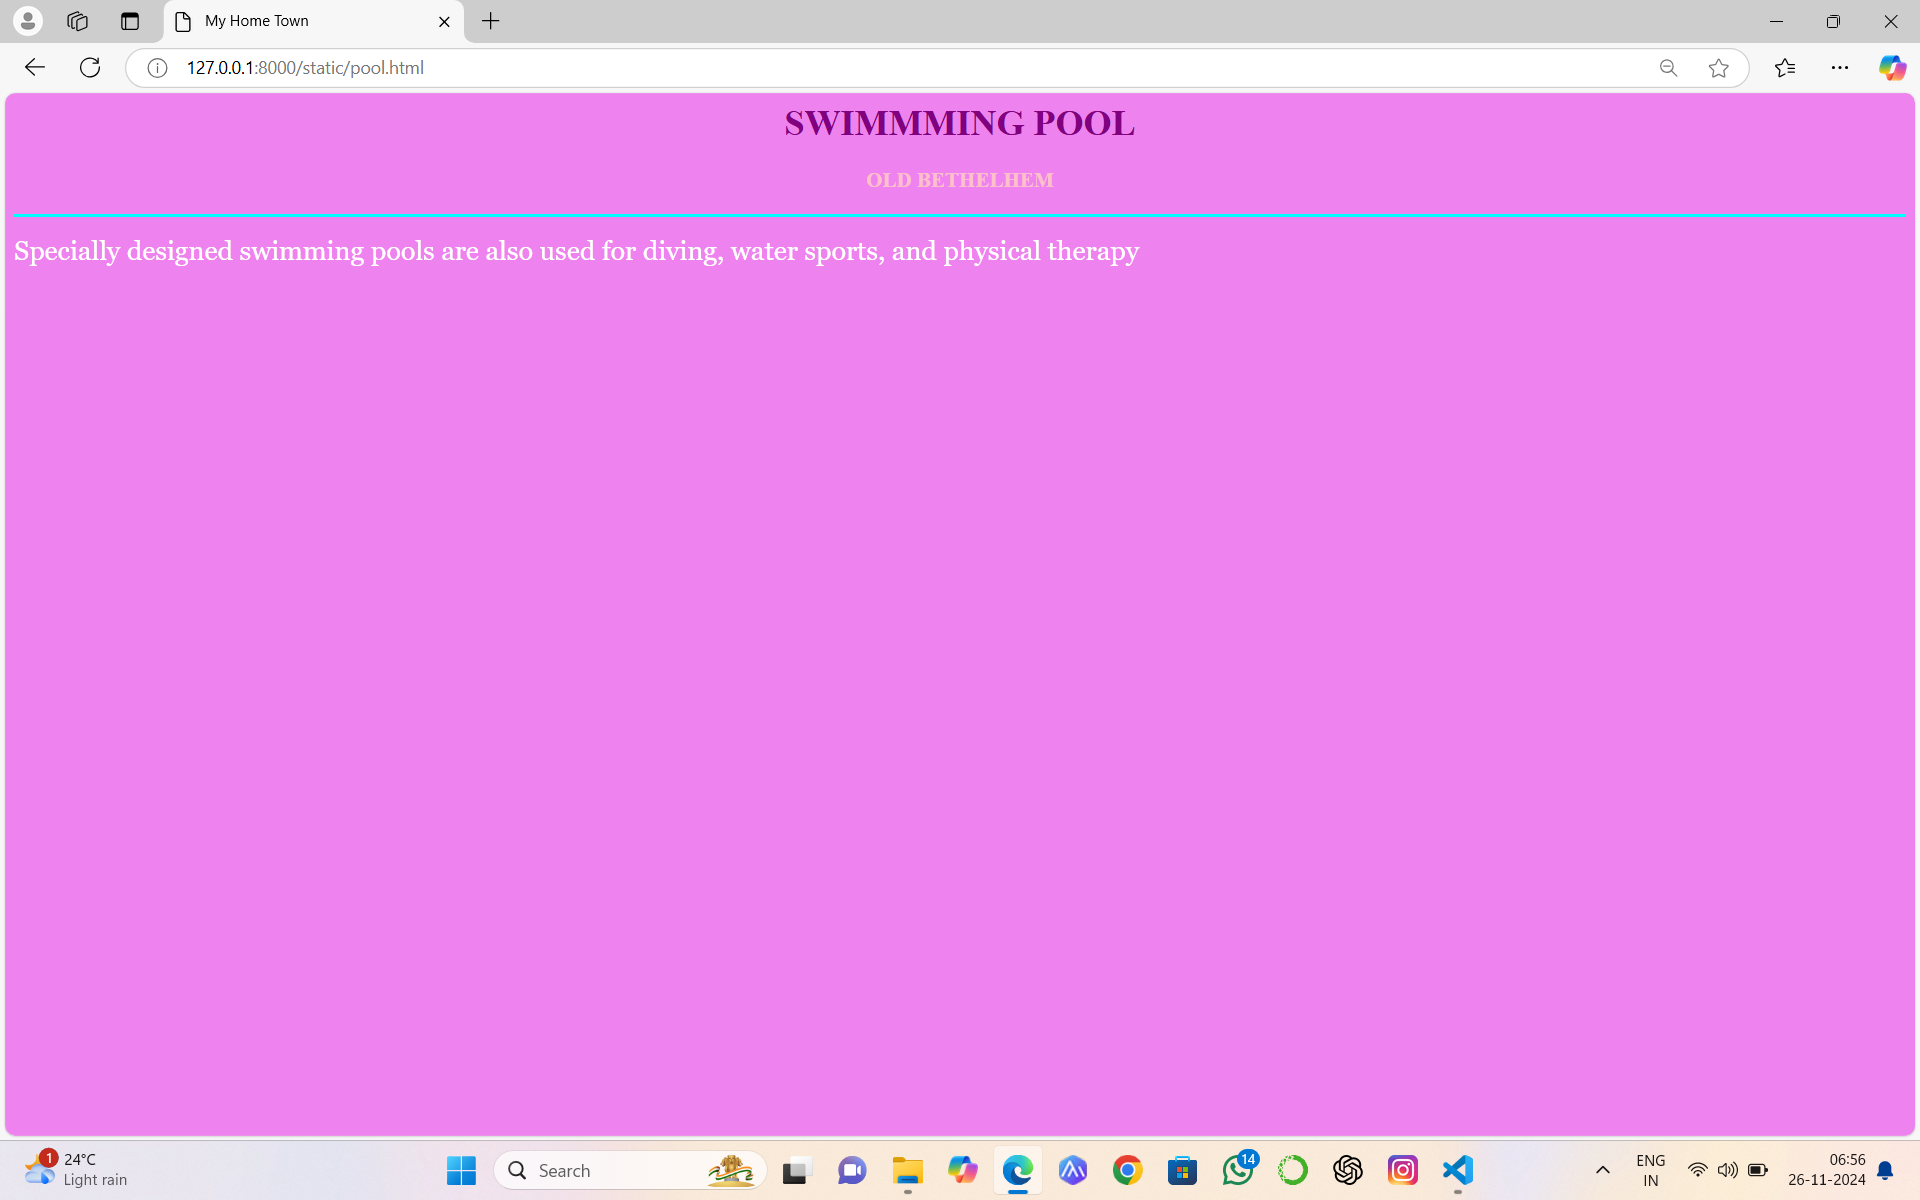 My Home Town
127.0.0.1:8000/static/pool.html
SWIMMMING POOL
OLD BETHELHEM
Specially designed swimming pools are also used for diving, water sports, and physical therapy
1
24°C
Light rain
Search
14
ENG
IN
06:56
26-11-2024